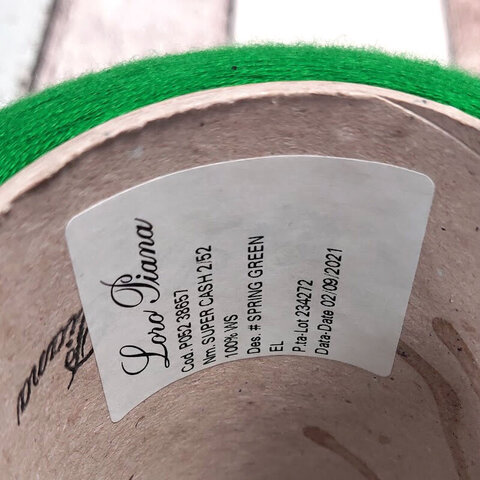 Loro Piana
Cod. P052 38657
Nm. SUPER CASH 2/52
100% WS
Des. # SPRING GREEN
EL
P.ta-Lot 234272
Data-Date 02/09/2021